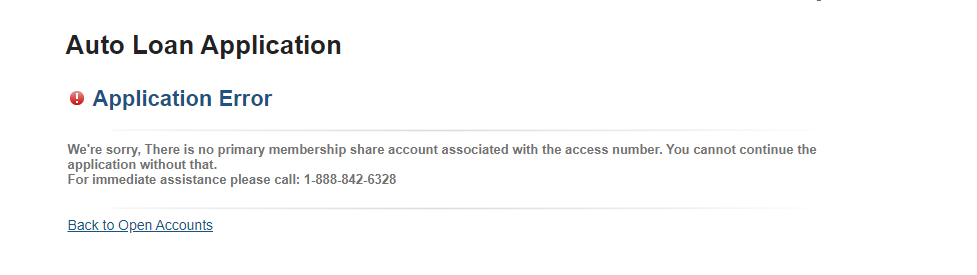 Auto Loan Application
Application Error
We're sorry, There is no primary membership share account associated with the access number. You cannot continue the
application without that.
For immediate assistance please call: 1-888-842-6328
Back to Open Accounts